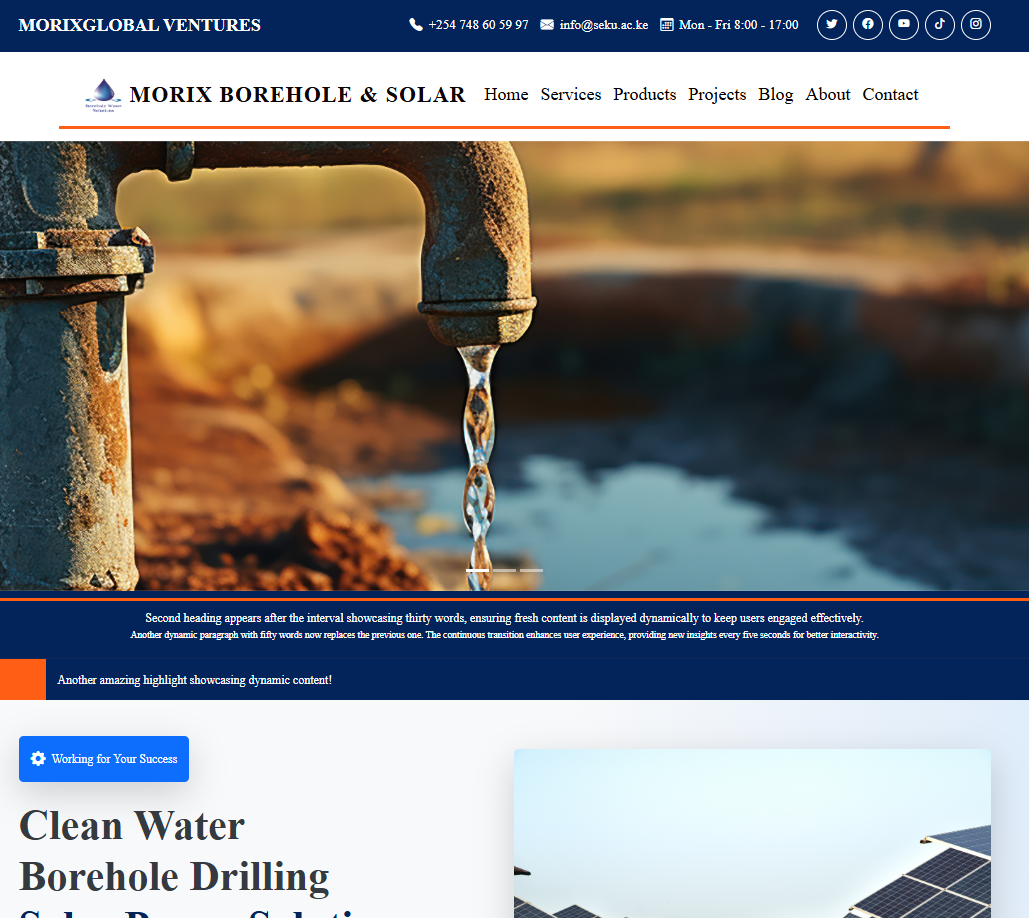 MORIXGLOBAL VENTURES
+254 748 60 59 97 info@seku.ac.ke Mon - Fri 8:00 - 17:00
MORIX BOREHOLE & SOLAR Home Services Products Projects Blog About Contact
Second heading appears after the interval showcasing thirty words, ensuring fresh content is displayed dynamically to keep users engaged effectively.
Another dynamic paragraph with fifty words now replaces the previous one. The continuous transition enhances user experience, providing new insights every five seconds for better interactivity.
Another amazing highlight showcasing dynamic content!
Working for Your Success
Clean Water
Borehole Drilling